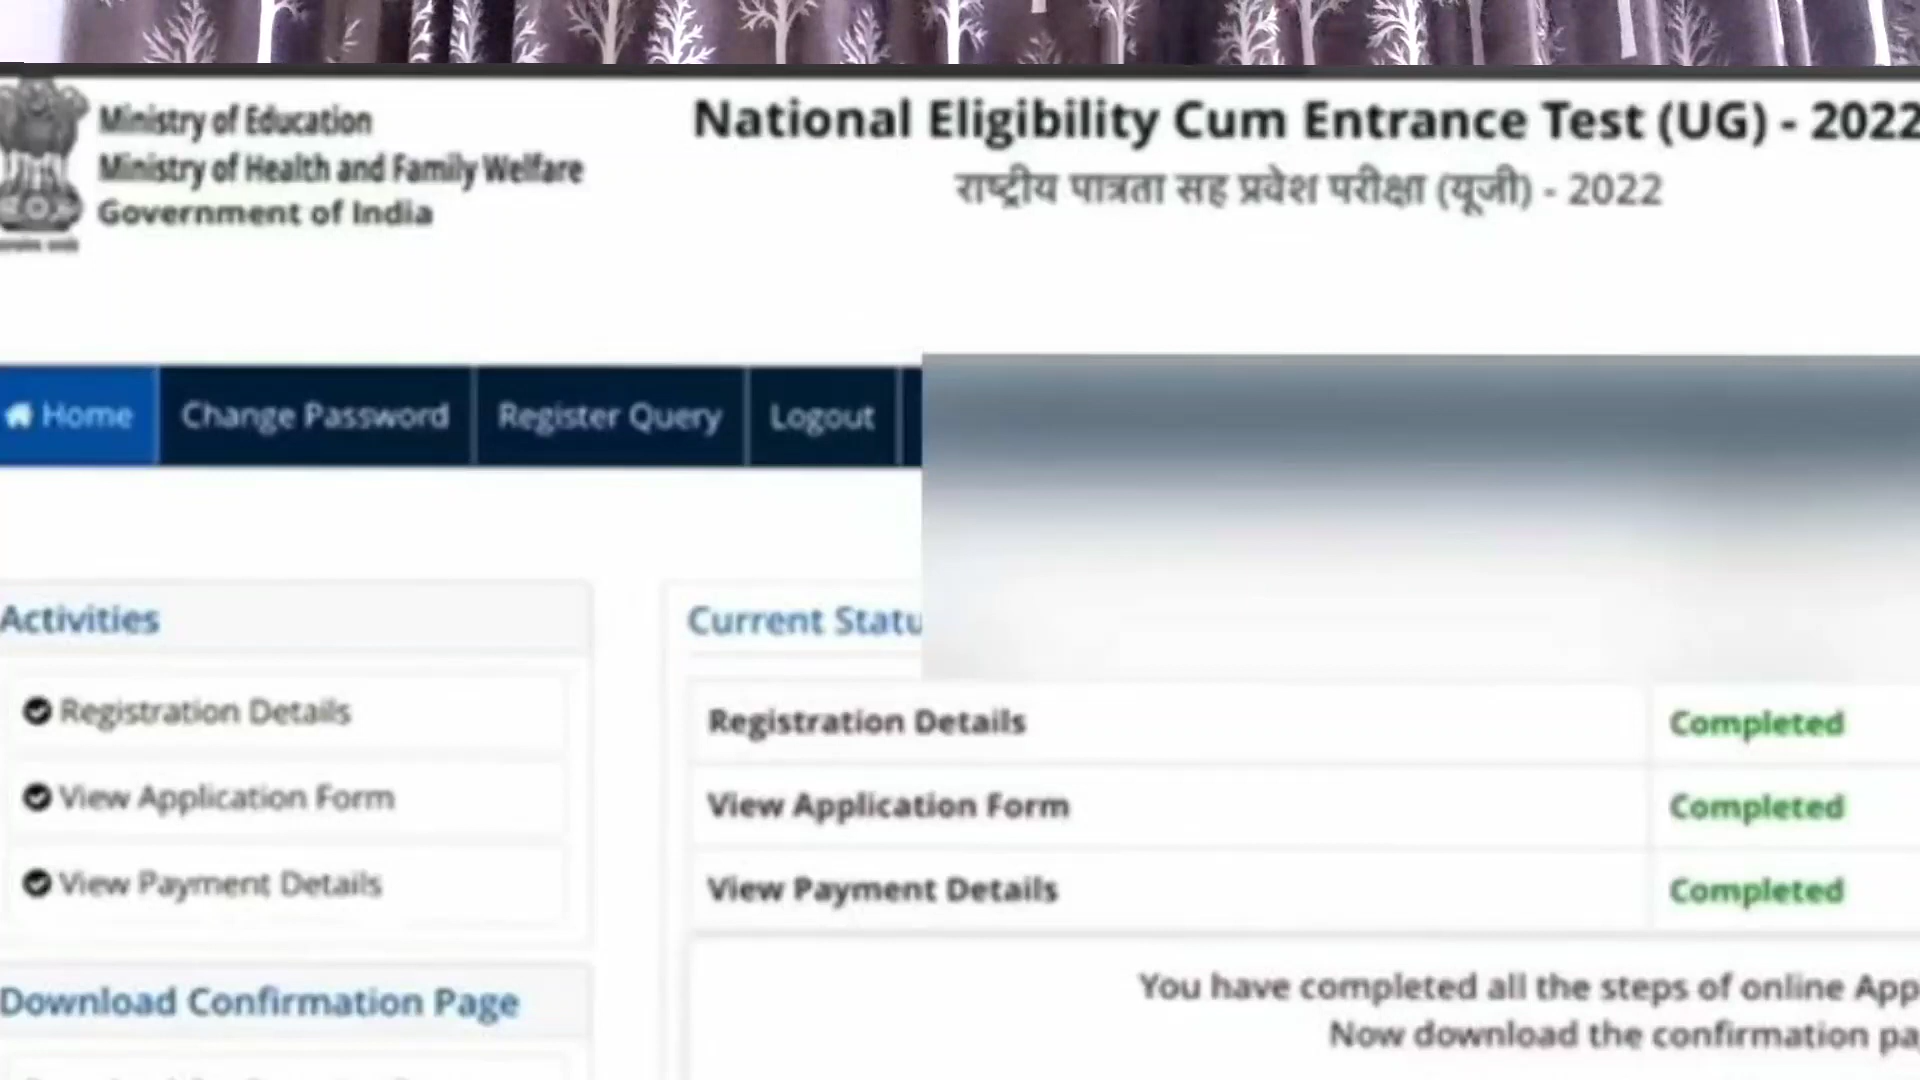 Ministry of Education
Ministry of Health and Family Welfare
Government of India
National Eligibility Cum Entrance Test (UG) - 2022
राष्ट्रीय पात्रता सह प्रवेश परीक्षा (यूजी) - 2022
Home
Change Password
Register Query
Logout
Activities
Registration Details
View Application Form
View Payment Details
Download Confirmation Page
Current Statu
Registration Details Completed
View Application Form Completed
View Payment Details Completed
You have completed all the steps of online App
Now download the confirmation pa